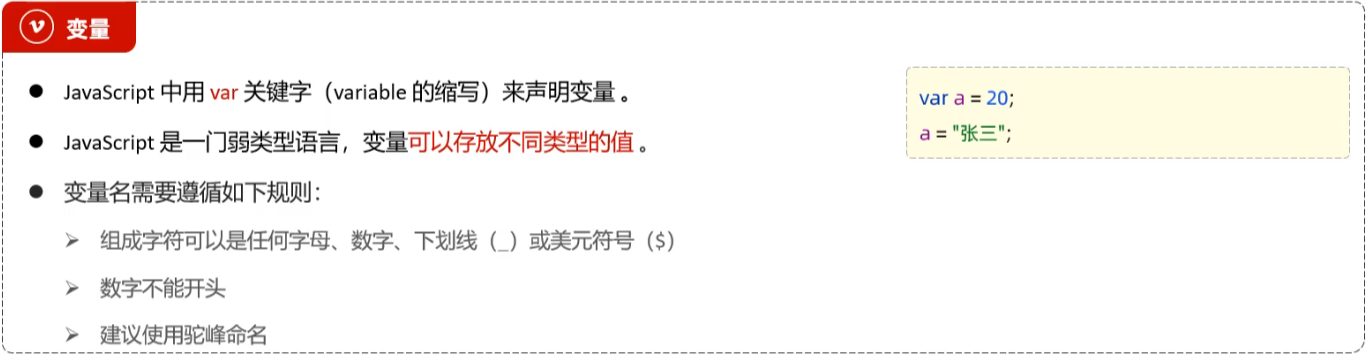 变量
JavaScript 中用 var 关键字（variable 的缩写）来声明变量 。
JavaScript 是一门弱类型语言，变量可以存放不同类型的值 。
变量名需要遵循如下规则：
组成字符可以是任何字母、数字、下划线（_）或美元符号（$）
数字不能开头
建议使用驼峰命名
var a = 20;
a = "张三";